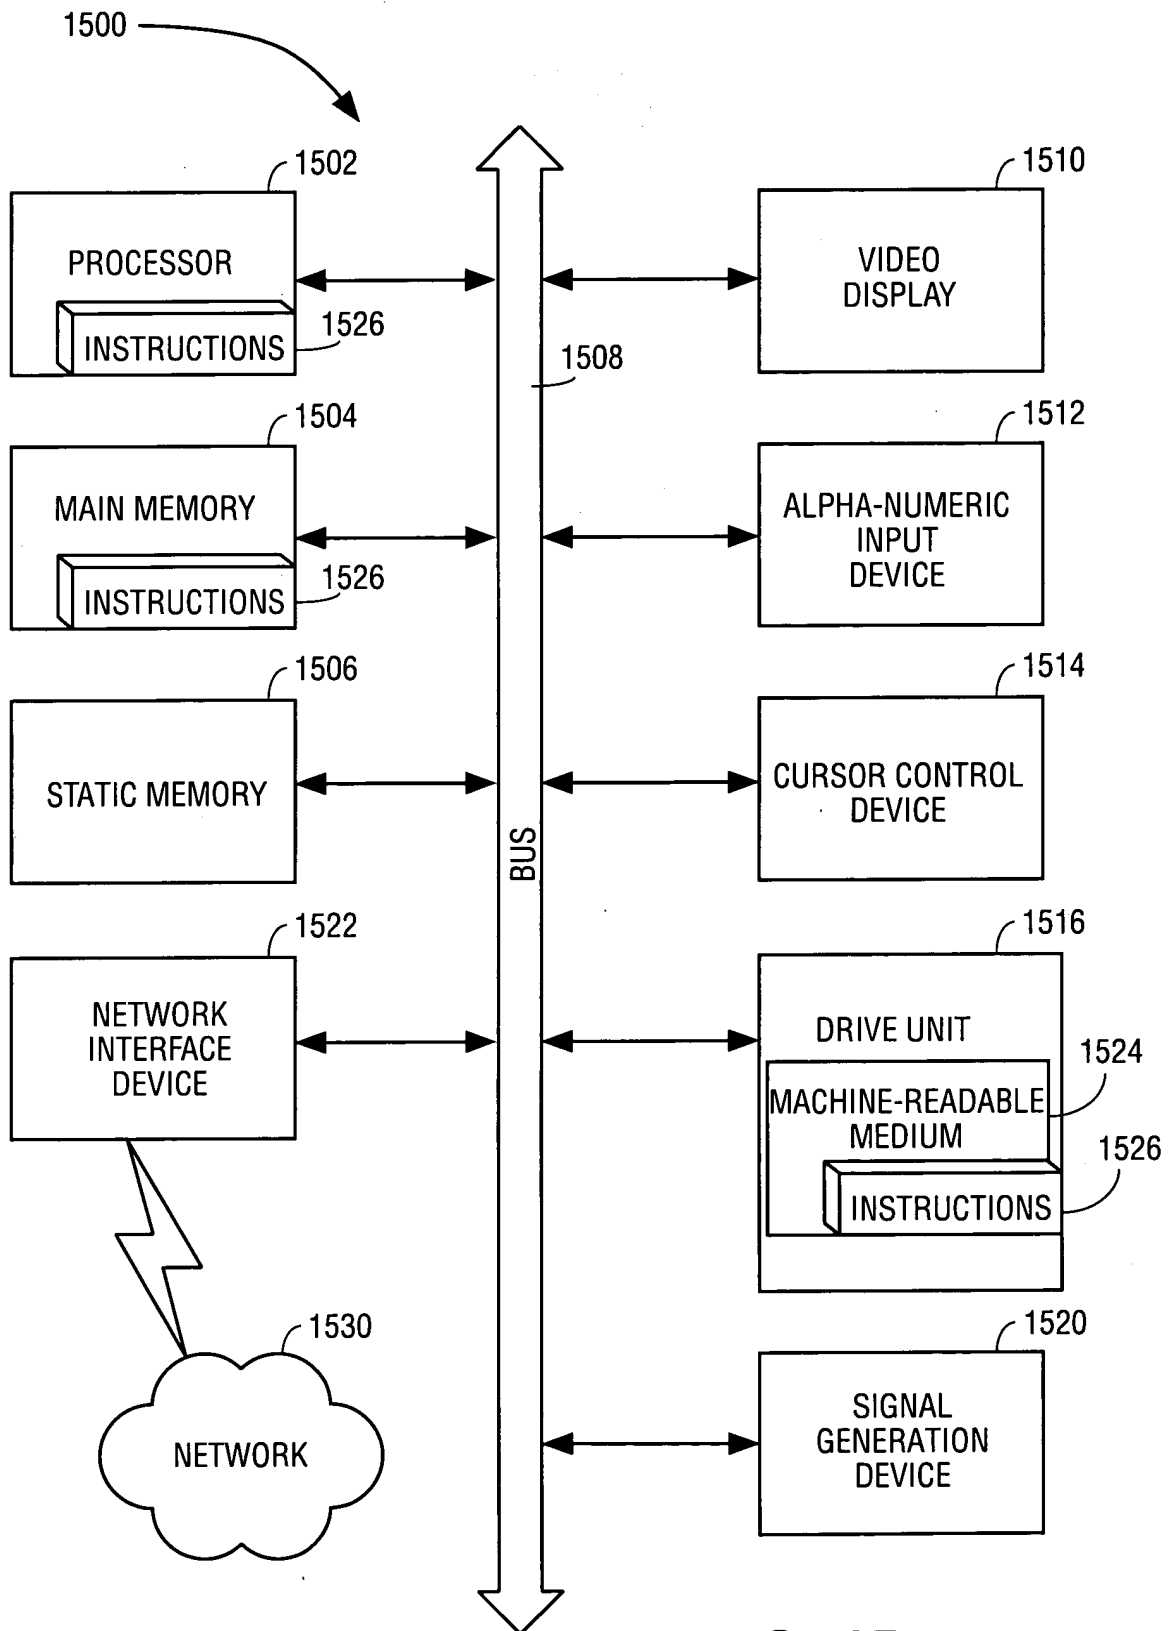 1500
1502
PROCESSOR
INSTRUCTIONS
1526
1504
MAIN MEMORY
INSTRUCTIONS
1526
1506
STATIC MEMORY
1522
NETWORK
INTERFACE
DEVICE
1530
NETWORK
1508
BUS
1510
VIDEO
DISPLAY
1512
ALPHA-NUMERIC
INPUT
DEVICE
1514
CURSOR CONTROL
DEVICE
1516
DRIVE UNIT
1524
MACHINE-READABLE
MEDIUM
1526
INSTRUCTIONS
1520
SIGNAL
GENERATION
DEVICE